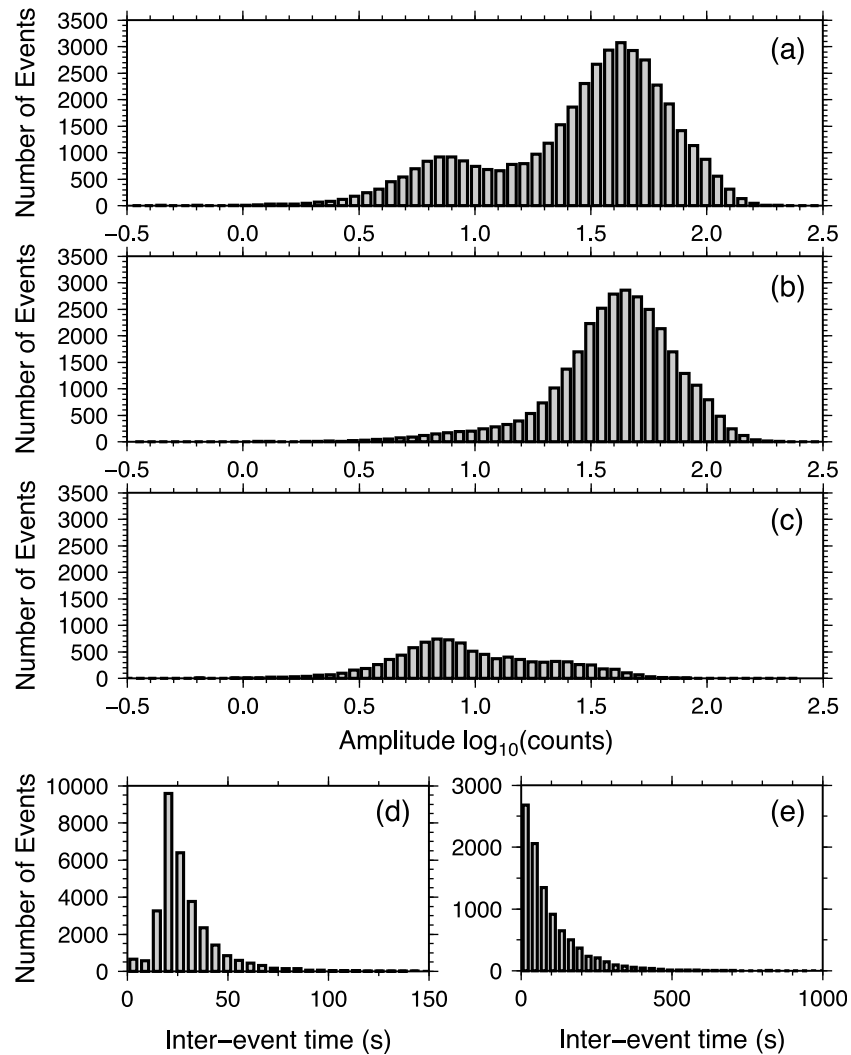 3500
3000
2500
2000
1500
1000
500
0
Number of Events
(a)
−0.5 0.0 0.5 1.0 1.5 2.0 2.5
3500
3000
2500
2000
1500
1000
500
0
Number of Events
(b)
−0.5 0.0 0.5 1.0 1.5 2.0 2.5
3500
3000
2500
2000
1500
1000
500
0
Number of Events
(c)
−0.5 0.0 0.5 1.0 1.5 2.0 2.5
Amplitude log10(counts)
10000
8000
6000
4000
2000
0
Number of Events
(d)
0 50 100 150
Inter−event time (s)
3000
2000
1000
0
(e)
0 500 1000
Inter−event time (s)